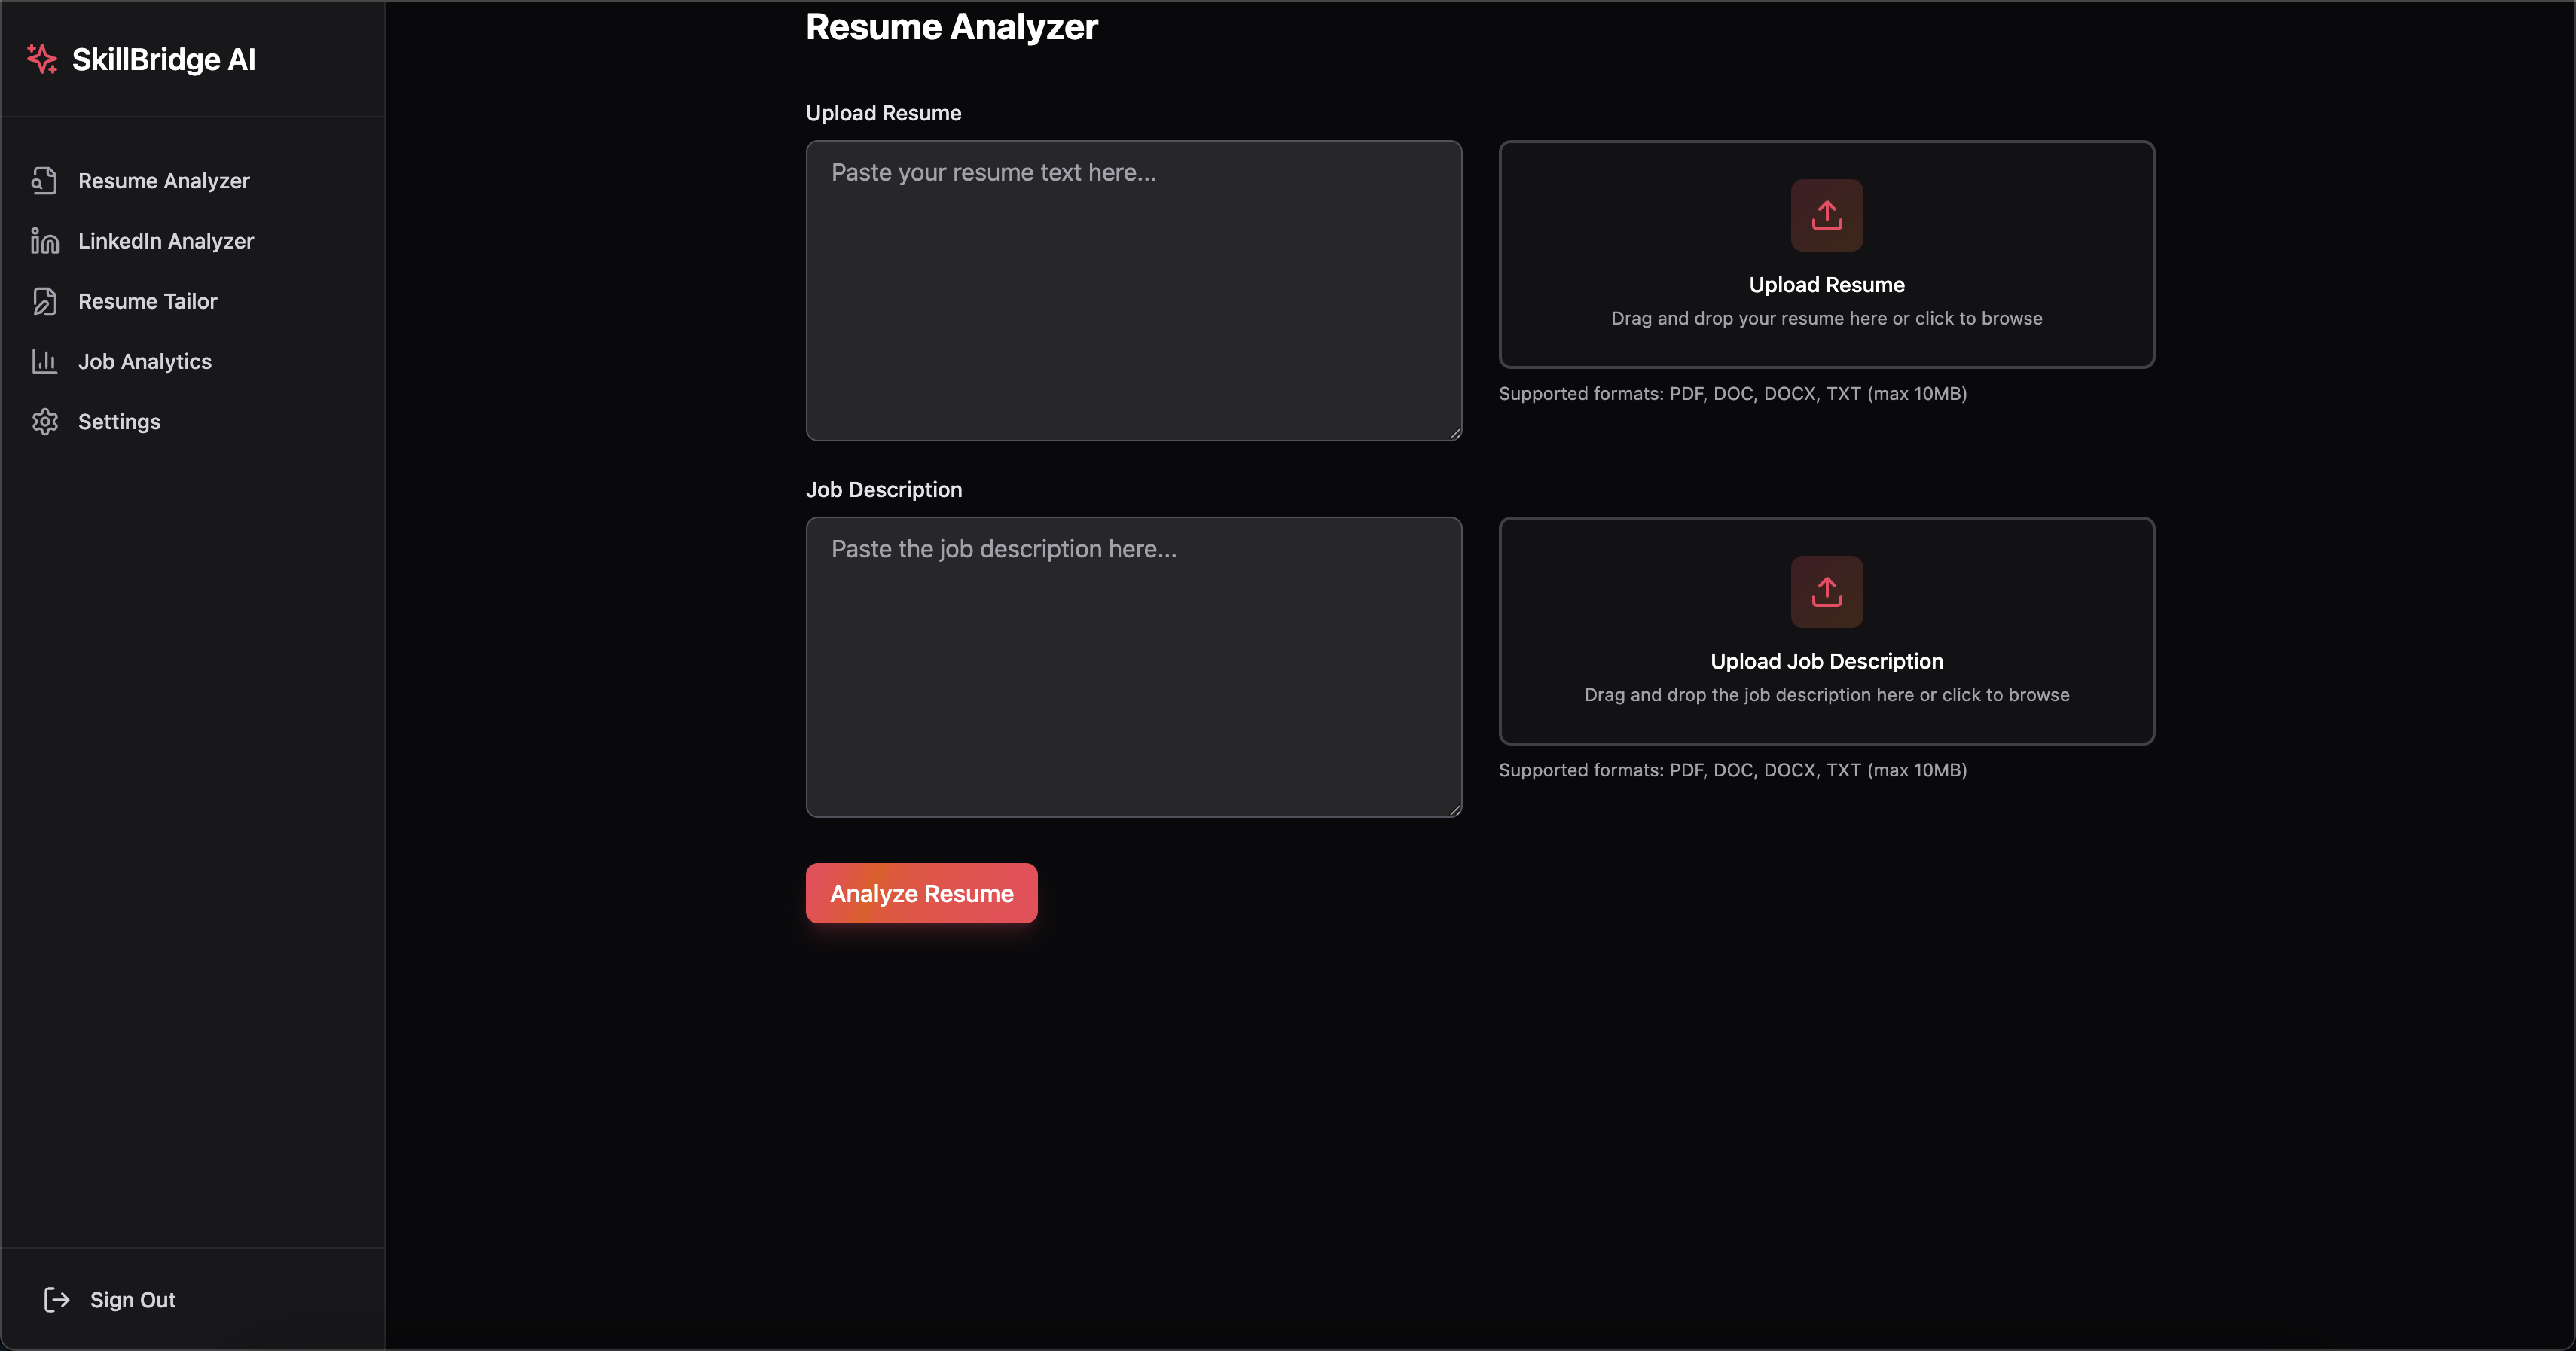 SkillBridge AI
Resume Analyzer
LinkedIn Analyzer
Resume Tailor
Job Analytics
Settings
Sign Out
Resume Analyzer
Upload Resume
Paste your resume text here...
Upload Resume
Drag and drop your resume here or click to browse
Supported formats: PDF, DOC, DOCX, TXT (max 10MB)
Job Description
Paste the job description here...
Upload Job Description
Drag and drop the job description here or click to browse
Supported formats: PDF, DOC, DOCX, TXT (max 10MB)
Analyze Resume